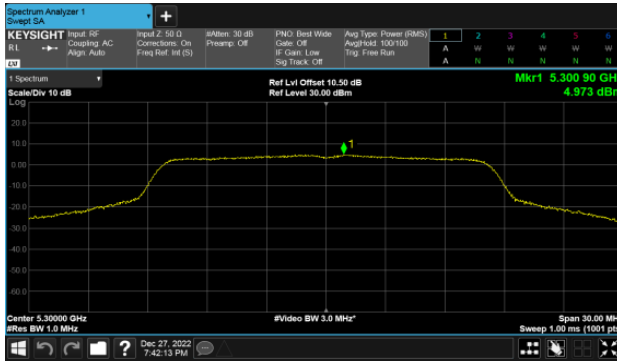 Spectrum Analyzer 1
Swept SA
+
KEYSIGHT Input: RF Input Z: 50 Ω #Atten: 30 dB PNO: Best Wide Avg Type: Power (RMS) 1 2 3 4 5 6
RL Coupling: AC Corrections: On Preamp: Off Gate: Off Avg|Hold: 100/100 A W W W W W
Align: Auto Freq Ref: Int (S) IF Gain: Low Trig: Free Run
Sig Track: Off A N N N N N
LXI
1 Spectrum
Ref Lvl Offset 10.50 dB Mkr1 5.300 90 GH
Scale/Div 10 dB Ref Level 30.00 dBm 4.973 dBr
Log
20.0
10.0
1
0.00
-10.0
-20.0
-30.0
-40.0
-50.0
-60.0
Center 5.30000 GHz #Video BW 3.0 MHz* Span 30.00 MH
#Res BW 1.0 MHz Sweep 1.00 ms (1001 pts
?
Dec 27, 2022
7:42:13 PM